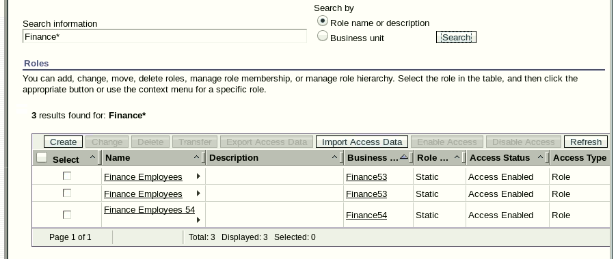 Search by
Search information
Role name or description
Finance*
Business unit
Search
Roles
You can add, change, move, delete roles, manage role membership, or manage role hierarchy. Select the role in the table, and then click the
appropriate button or use the context menu for a specific role.
3 results found for: Finance*
Create Change Delete Transfer Export Access Data Import Access Data Enable Access Disable Access Refresh
Select Name Description Business ... Role ... Access Status Access Type
Finance Employees Finance53 Static Access Enabled Role
Finance Employees Finance53 Static Access Enabled Role
Finance Employees 54 Finance54 Static Access Enabled Role
Page 1 of 1 Total: 3 Displayed: 3 Selected: 0